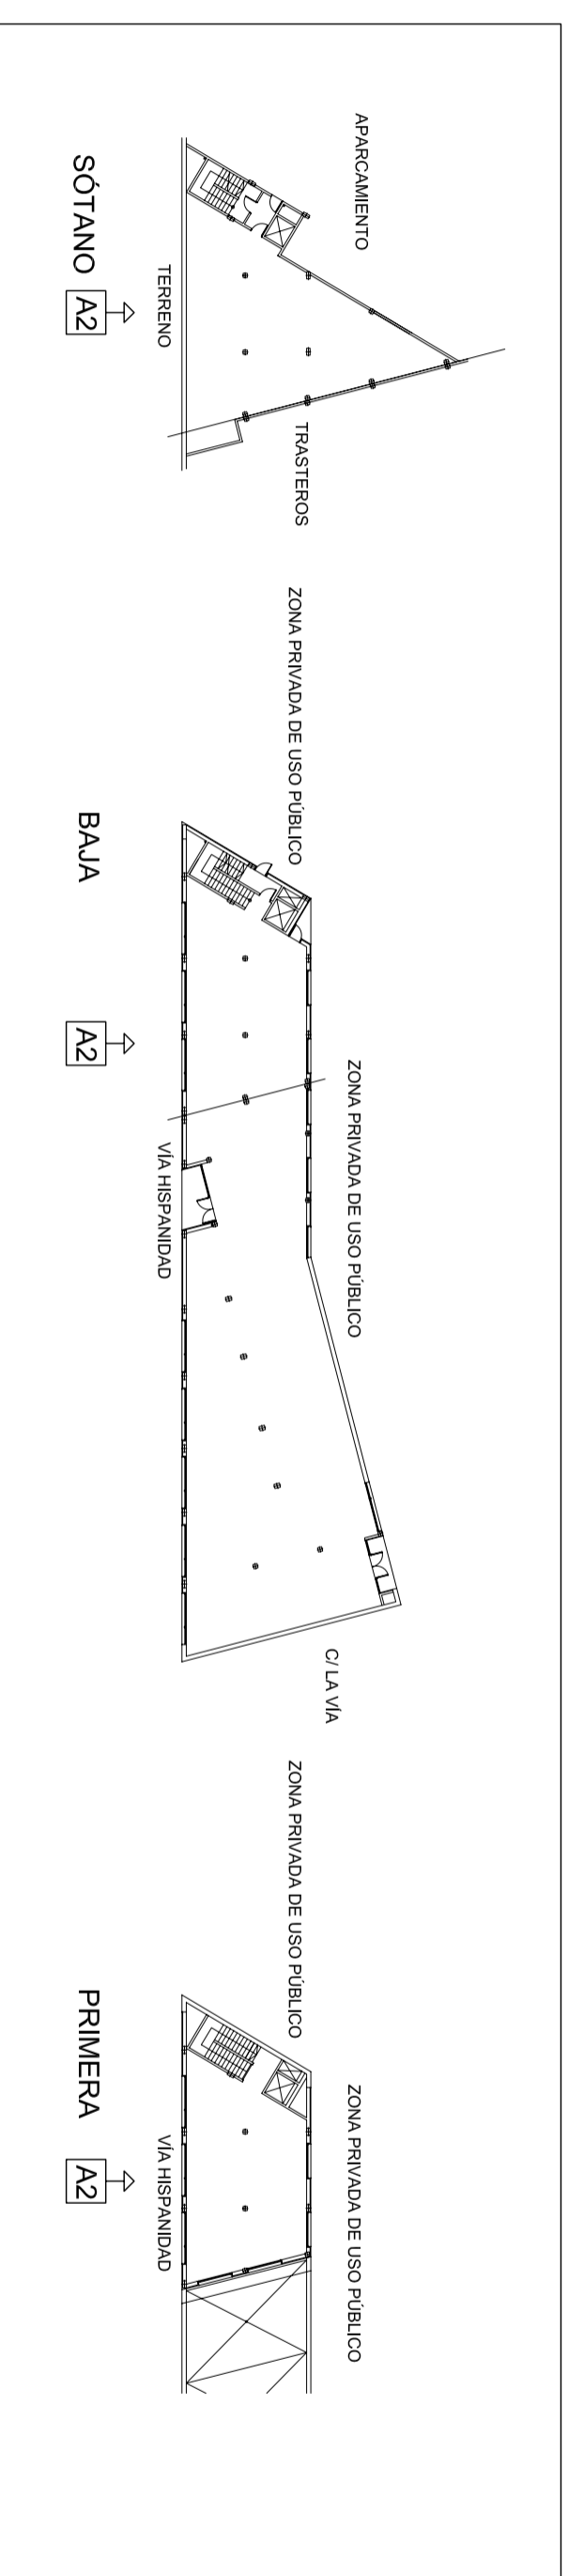 APARCAMIENTO
TRASTEROS
TERRENO
SÓTANO
A2
ZONA PRIVADA DE USO PÚBLICO
ZONA PRIVADA DE USO PÚBLICO
C/ LA VÍA
VÍA HISPANIDAD
BAJA
A2
ZONA PRIVADA DE USO PÚBLICO
ZONA PRIVADA DE USO PÚBLICO
VÍA HISPANIDAD
PRIMERA
A2